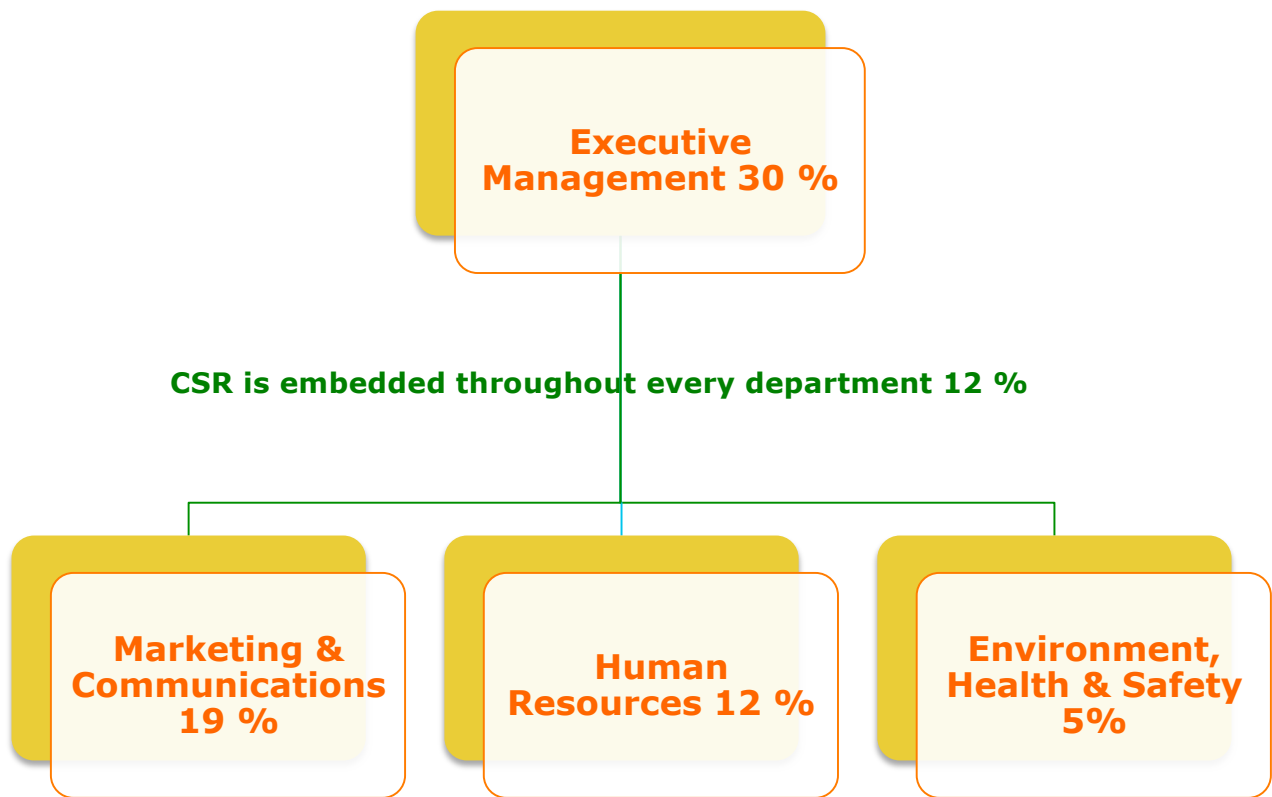 Executive
Management 30 %
CSR is embedded throughout every department 12 %
Marketing &
Communications
19 %
Human
Resources 12 %
Environment,
Health & Safety
5%